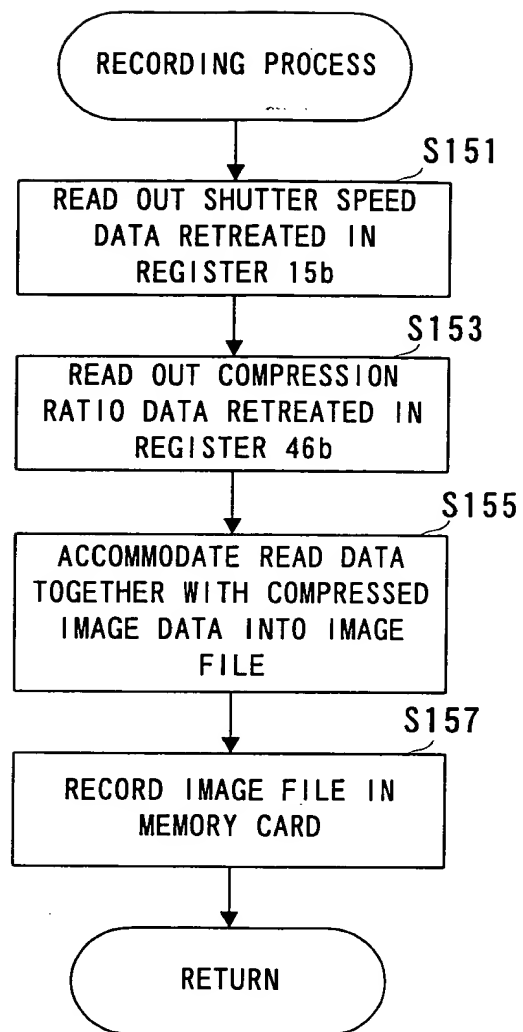 RECORDING PROCESS
S151
READ OUT SHUTTER SPEED
DATA RETREATED IN
REGISTER 15b
S153
READ OUT COMPRESSION
RATIO DATA RETREATED IN
REGISTER 46b
S155
ACCOMMODATE READ DATA
TOGETHER WITH COMPRESSED
IMAGE DATA INTO IMAGE
FILE
S157
RECORD IMAGE FILE IN
MEMORY CARD
RETURN